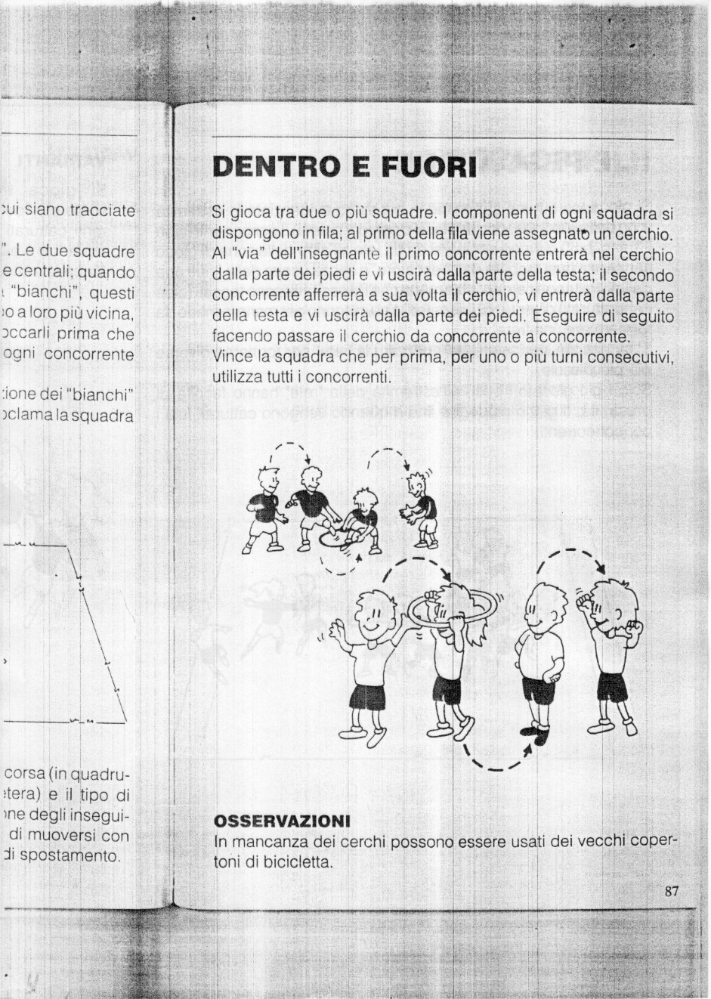 cui siano tracciate
". Le due squadre
e centrali; quando
"bianchi", questi
o a loro più vicina,
occarli prima che
ogni concorrente
zione dei "bianchi"
oclama la squadra
corsa (in quadru-
tera) e il tipo di
ne degli insegui-
di muoversi con
di spostamento.
DENTRO E FUORI
Si gioca tra due o più squadre. I componenti di ogni squadra si
dispongono in fila; al primo della fila viene assegnato un cerchio.
Al "via" dell'insegnante il primo concorrente entrerà nel cerchio
dalla parte dei piedi e vi uscirà dalla parte della testa; il secondo
concorrente afferrerà a sua volta il cerchio, vi entrerà dalla parte
della testa e vi uscirà dalla parte dei piedi. Eseguire di seguito
facendo passare il cerchio da concorrente a concorrente.
Vince la squadra che per prima, per uno o più turni consecutivi,
utilizza tutti i concorrenti.
OSSERVAZIONI
In mancanza dei cerchi possono essere usati dei vecchi coper-
toni di bicicletta.
87